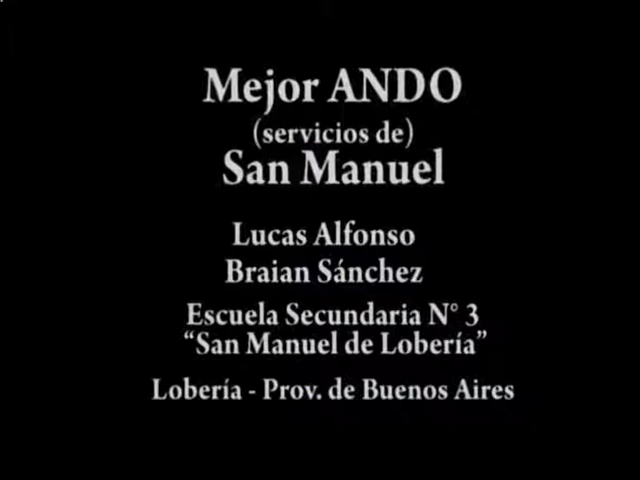 Mejor ANDO
(servicios de)
San Manuel
Lucas Alfonso
Braian Sánchez
Escuela Secundaria N° 3
“San Manuel de Lobería”
Lobería - Prov. de Buenos Aires